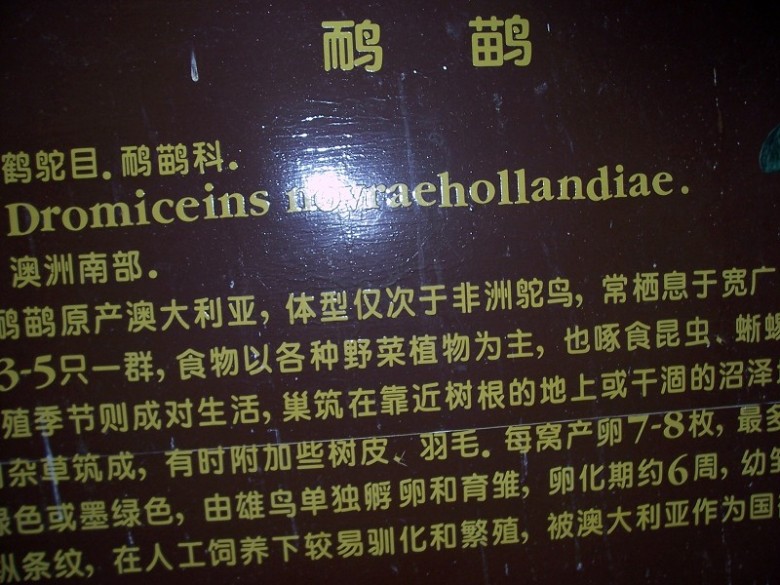 鸸鹋
鹤鸵目.鸸鹋科.
Dromiceins novraehollandiae.
澳洲南部.
鸸鹋原产澳大利亚,体型仅次于非洲鸵鸟,常栖息于宽广
3-5只一群,食物以各种野菜植物为主,也啄食昆虫、蜥蜴
殖季节则成对生活,巢筑在靠近树根的地上或干涸的沼泽
杂草筑成,有时附加些树皮、羽毛。每窝产卵7-8枚,最多
绿色或墨绿色,由雄鸟单独孵卵和育雏,卵化期约6周,幼
纵条纹,在人工饲养下较易驯化和繁殖,被澳大利亚作为国